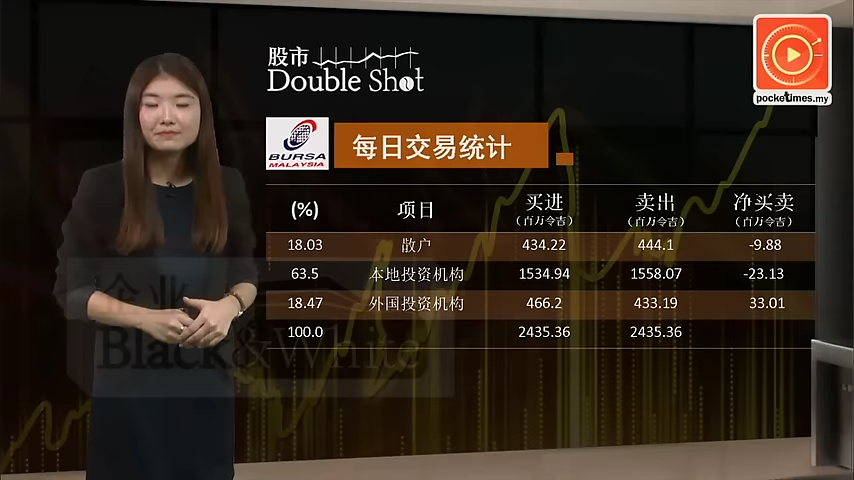 股市
Double Shot
pocketimes.my
BURSA
MALAYSIA
每日交易统计
(%) 项目 买进 卖出 净买卖
(百万令吉) (百万令吉) (百万令吉)
18.03 散户 434.22 444.1 -9.88
63.5 本地投资机构 1534.94 1558.07 -23.13
18.47 外国投资机构 466.2 433.19 33.01
100.0 2435.36 2435.36
企业
Black&White